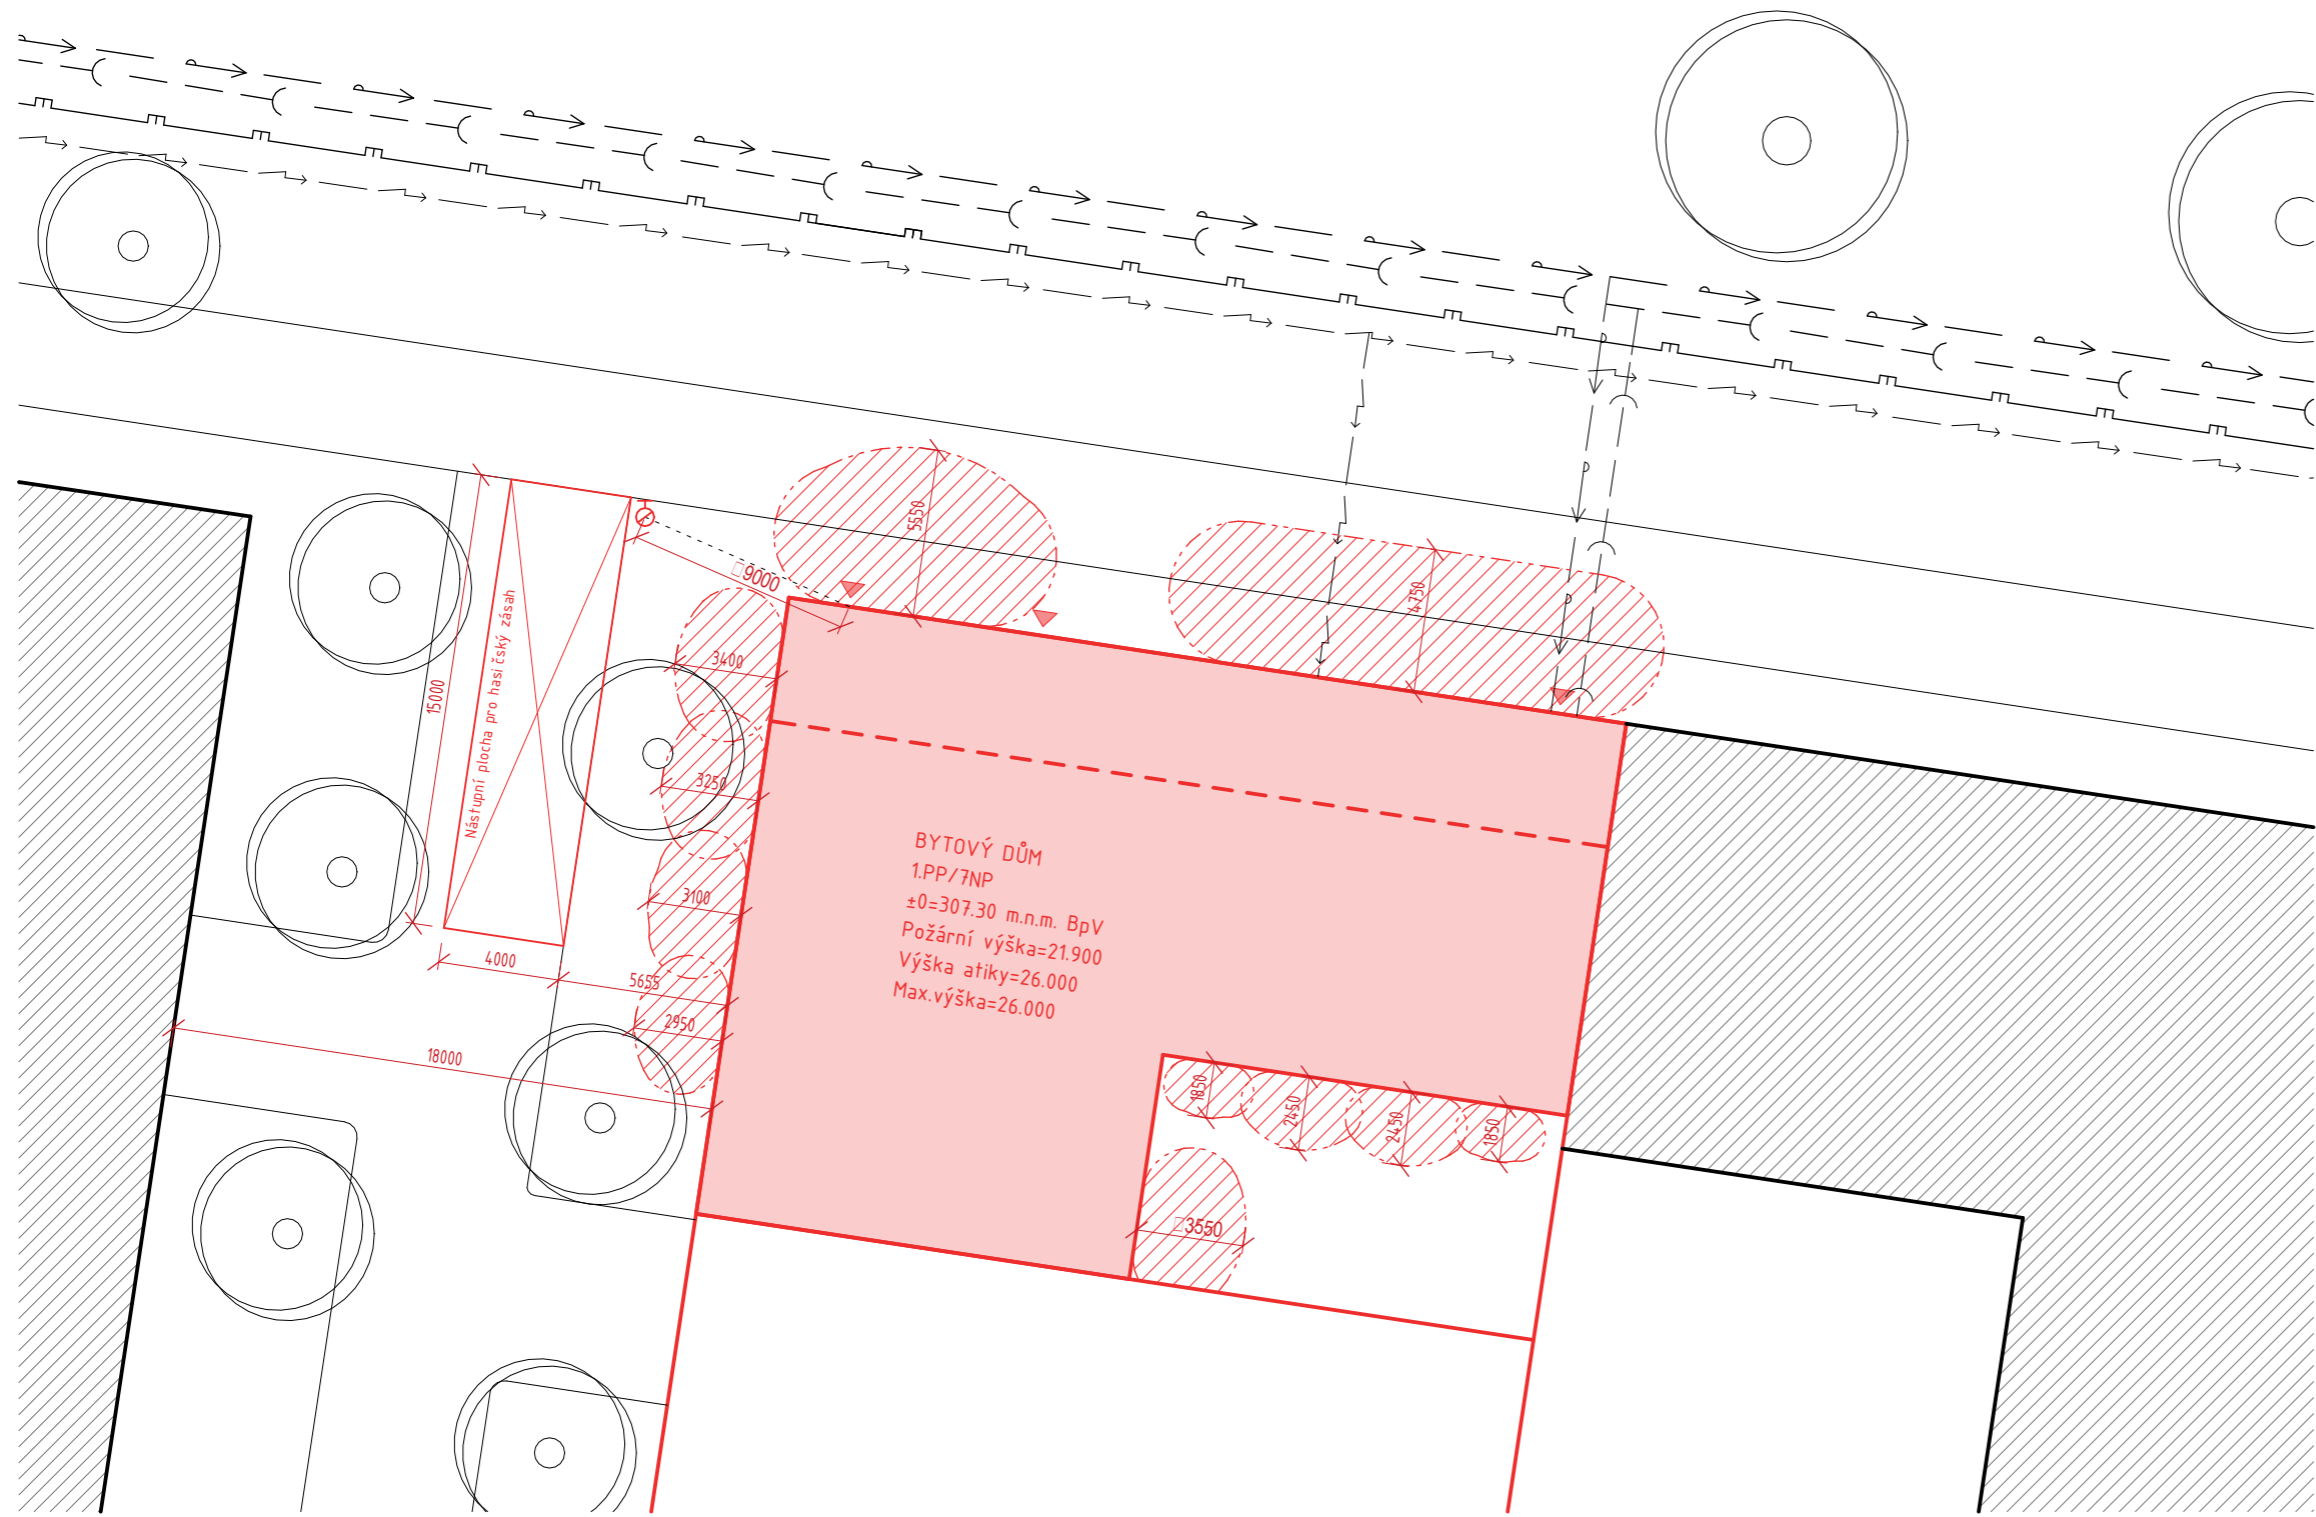 5550
□9000
4750
3400
15000
Nástupní plocha pro hasičský zásah
3250
BYTOVÝ DŮM
1.PP/7NP
±0=307.30 m.n.m. BpV
Požární výška=21.900
Výška atiky=26.000
Max.výška=26.000
3100
4000
5655
2950
18000
1850
2450
2450
1850
□3550